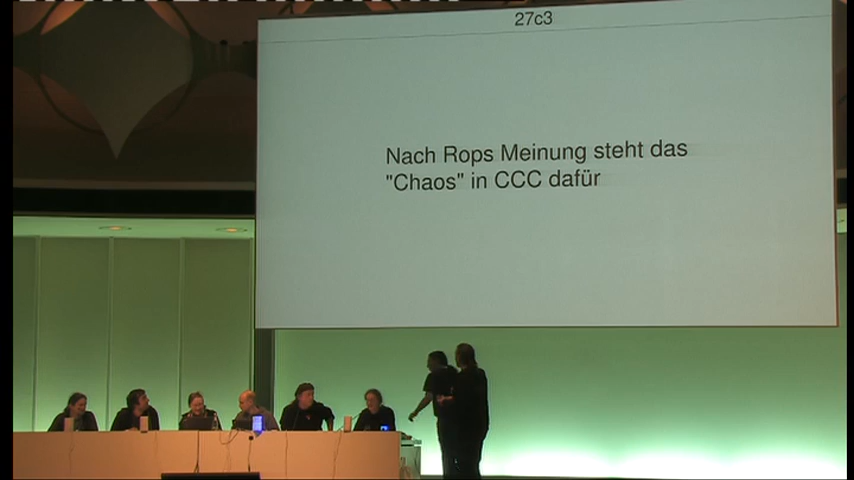 27c3
Nach Rops Meinung steht das
"Chaos" in CCC dafür